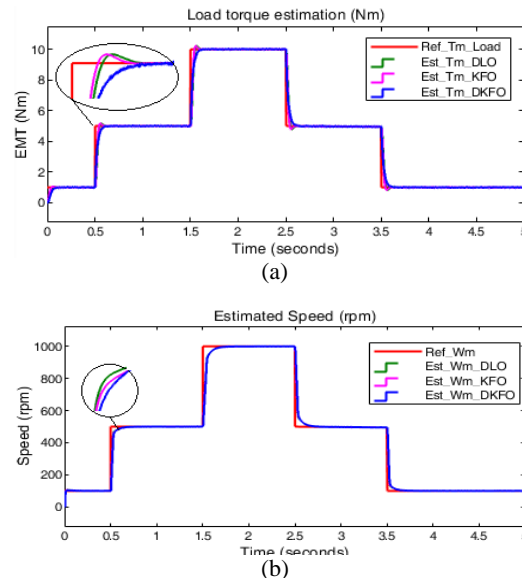 Load torque estimation (Nm)
Ref_Tm_Load
Est_Tm_DLO
Est_Tm_KFO
Est_Tm_DKFO
EMT (Nm)
10
8
6
4
2
0
0 0.5 1 1.5 2 2.5 3 3.5 4 4.5 5
Time (seconds)
(a)
Estimated Speed (rpm)
Ref_Wm
Est_Wm_DLO
Est_Wm_KFO
Est_Wm_DKFO
Speed (rpm)
1000
800
600
400
200
0
0 0.5 1 1.5 2 2.5 3 3.5 4 4.5 5
Time (seconds)
(b)